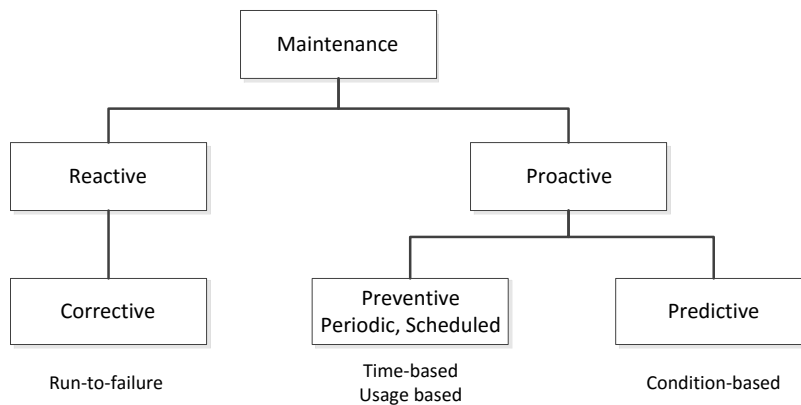 Maintenance
Reactive
Proactive
Corrective
Preventive
Periodic, Scheduled
Predictive
Run-to-failure
Time-based
Usage based
Condition-based